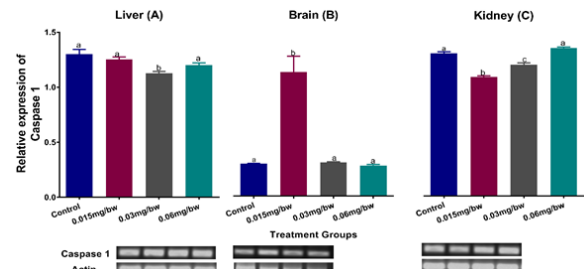 Liver (A)
Brain (B)
Kidney (C)
Relative expression of
Caspase 1
1.5
1.0
0.5
0.0
a
a
b
a
a
b
a
a
a
b
c
a
Control
0.015mg/bw
0.03mg/bw
0.06mg/bw
Control
0.015mg/bw
0.03mg/bw
0.06mg/bw
Control
0.015mg/bw
0.03mg/bw
0.06mg/bw
Treatment Groups
Caspase 1
Actin